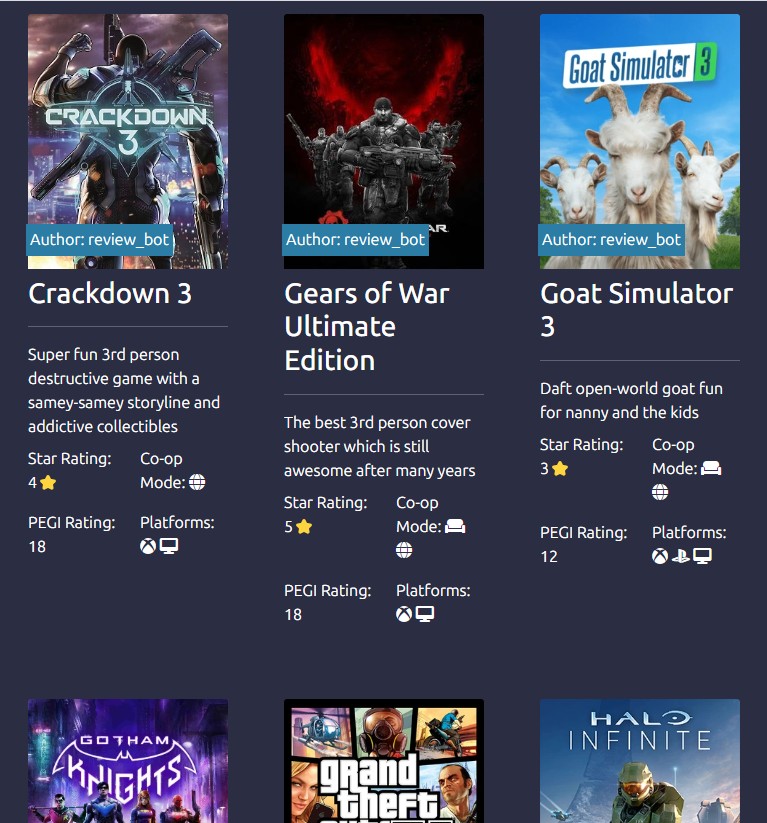 CRACKDOWN
3
Author: review_bot
Crackdown 3
Super fun 3rd person
destructive game with a
samey-samey storyline and
addictive collectibles
Star Rating:
4
Co-op
Mode:
PEGI Rating:
18
Platforms:
Author: review_bot
Gears of War
Ultimate
Edition
The best 3rd person cover
shooter which is still
awesome after many years
Star Rating:
5
Co-op
Mode:
PEGI Rating:
18
Platforms:
Goat Simulator 3
Author: review_bot
Goat Simulator
3
Daft open-world goat fun
for nanny and the kids
Star Rating:
3
Co-op
Mode:
PEGI Rating:
12
Platforms:
GOTHAM
KNIGHTS
grand
theft
HALO
INFINITE